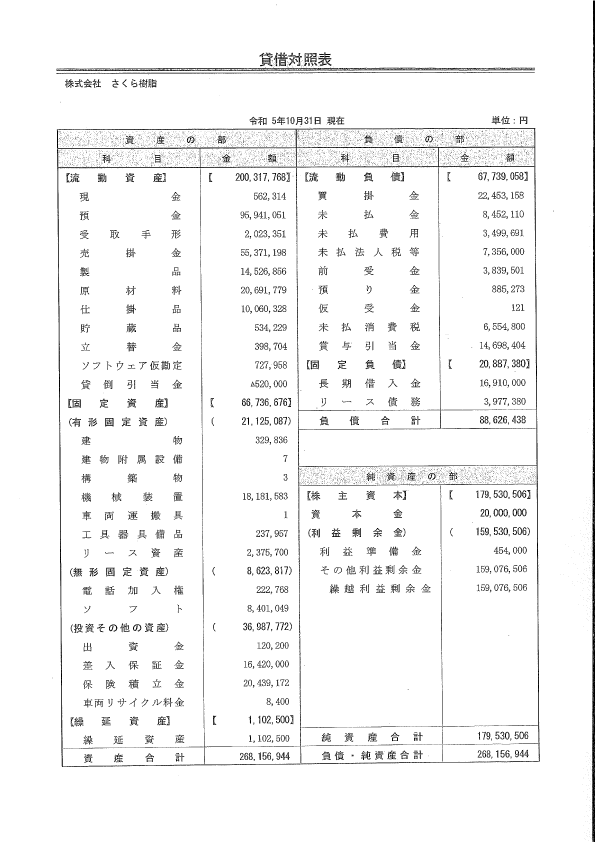 貸借対照表
株式会社 さくら樹脂
令和 5年10月31日 現在 単位：円
資産の部
科目 金額
【流動資産】 【 200,317,768】
現金 562,314
預金 95,941,051
受取手形 2,023,351
売掛金 55,371,198
製品 14,526,856
原材料 20,691,779
仕掛品 10,060,328
貯蔵品 534,229
立替金 398,704
ソフトウェア仮勘定 727,958
貸倒引当金 △520,000
【固定資産】 【 66,736,676】
(有形固定資産) ( 21,125,087)
建物 329,836
建物附属設備 7
構築物 3
機械装置 18,181,583
車両運搬具 1
工具器具備品 237,957
リース資産 2,375,700
(無形固定資産) ( 8,623,817)
電話加入権 222,768
ソフト 8,401,049
(投資その他の資産) ( 36,987,772)
出資金 120,200
差入保証金 16,420,000
保険積立金 20,439,172
車両リサイクル料金 8,400
【繰延資産】 【 1,102,500】
繰延資産 1,102,500
資産合計 268,156,944
負債の部
科目 金額
【流動負債】 【 67,739,058】
買掛金 22,453,158
未払金 8,452,110
未払費用 3,499,691
未払法人税等 7,356,000
前受金 3,839,501
預り金 885,273
仮受金 121
未払消費税 6,554,800
賞与引当金 14,698,404
【固定負債】 【 20,887,380】
長期借入金 16,910,000
リース債務 3,977,380
負債合計 88,626,438
純資産の部
【株主資本】 【 179,530,506】
資本金 20,000,000
(利益剰余金) ( 159,530,506)
利益準備金 454,000
その他利益剰余金 159,076,506
繰越利益剰余金 159,076,506
純資産合計 179,530,506
負債・純資産合計 268,156,944